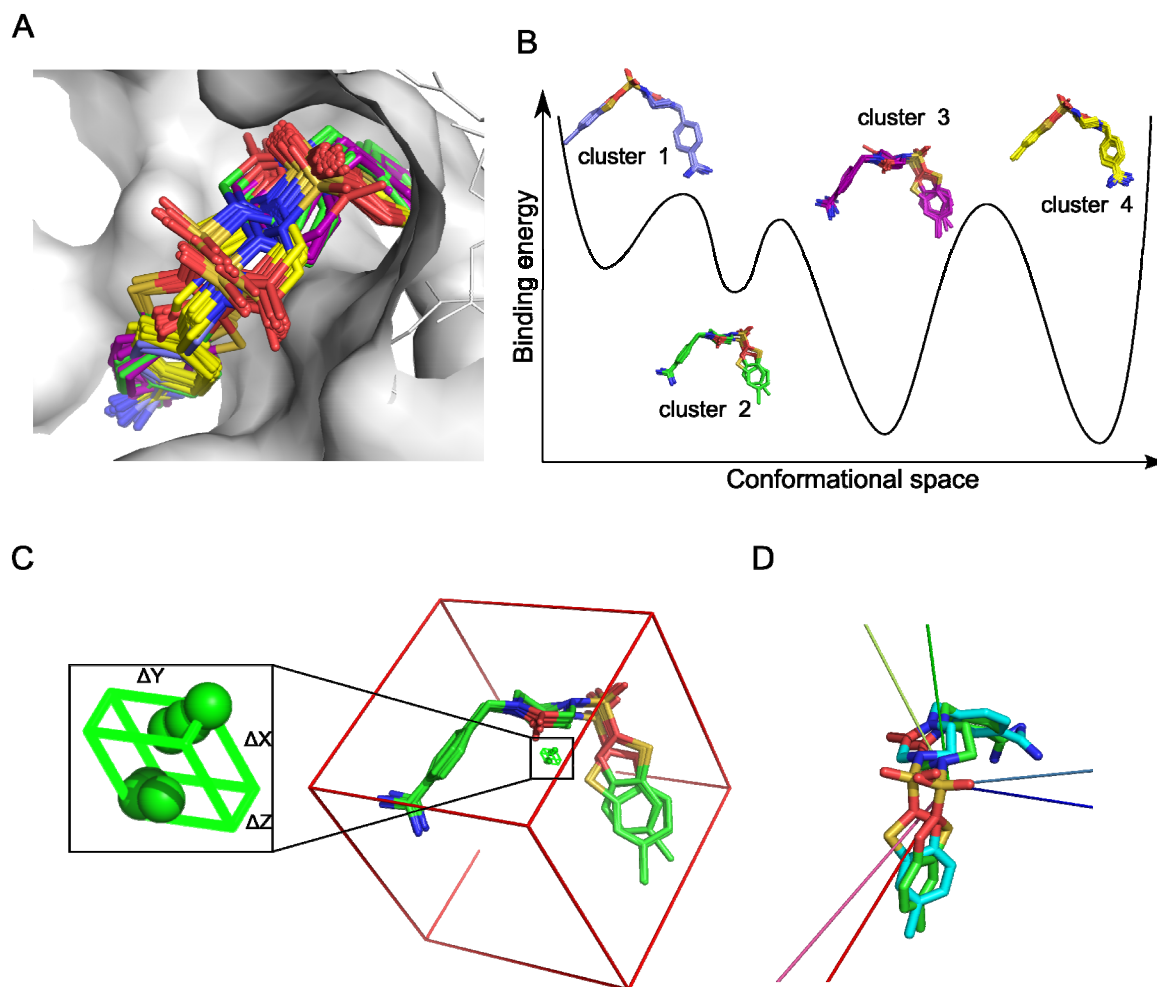 A
B
cluster 1
cluster 3
cluster 4
cluster 2
Binding energy
Conformational space
C
D
ΔY
ΔX
ΔZ